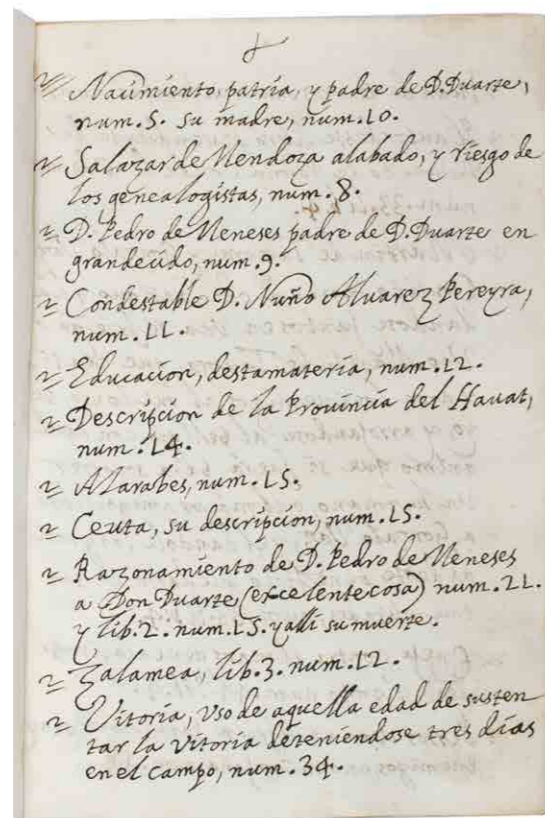 Nacimiento, patria, y padre de D. Duarte,
num. 5. su madre, num. 10.
Salazar de Mendoza alabado, y riesgo de
los genealogistas, num. 8.
D. Pedro de Meneses padre de D. Duarte en
grandecido, num. 9.
Condestable D. Nuño Alvarez Pereyra,
num. 11.
Educacion, destamateria, num. 12.
Descripcion de la Provincia del Havat,
num. 14.
Alarabes, num. 15.
Ceuta, su descripcion, num. 15.
Razonamiento de D. Pedro de Meneses
a Don Duarte (excelente cosa) num. 21.
y lib. 2. num. 15. y alli su muerte.
Zalamea, lib. 3. num. 12.
Vitoria, uso de aquella edad de susten
tar la vitoria deteniendose tres dias
en el campo, num. 34.